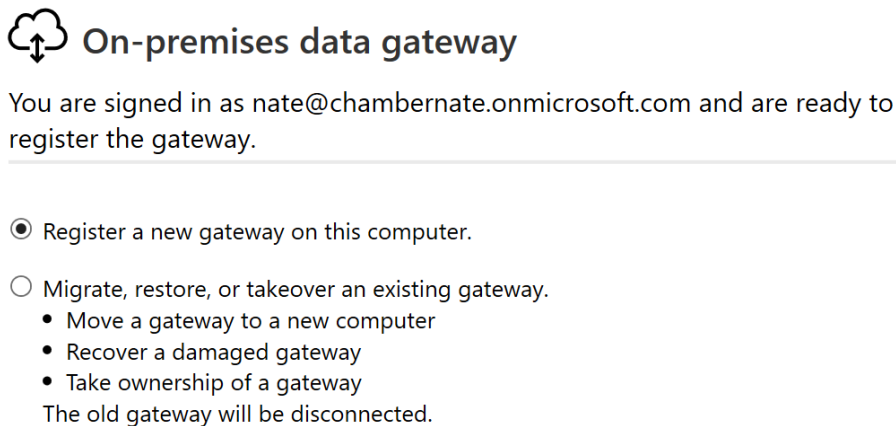 On-premises data gateway
You are signed in as nate@chambernate.onmicrosoft.com and are ready to
register the gateway.
Register a new gateway on this computer.
Migrate, restore, or takeover an existing gateway.
• Move a gateway to a new computer
• Recover a damaged gateway
• Take ownership of a gateway
The old gateway will be disconnected.